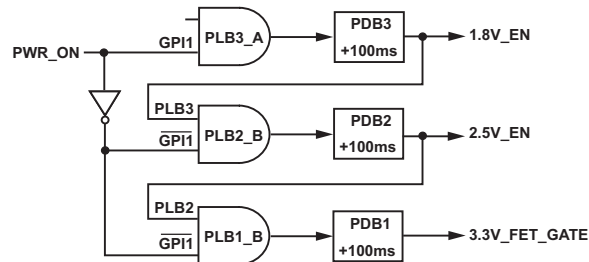 PWR_ON
GPI1
PLB3_A
PDB3
+100ms
1.8V_EN
PLB3
GPI1
PLB2_B
PDB2
+100ms
2.5V_EN
PLB2
GPI1
PLB1_B
PDB1
+100ms
3.3V_FET_GATE